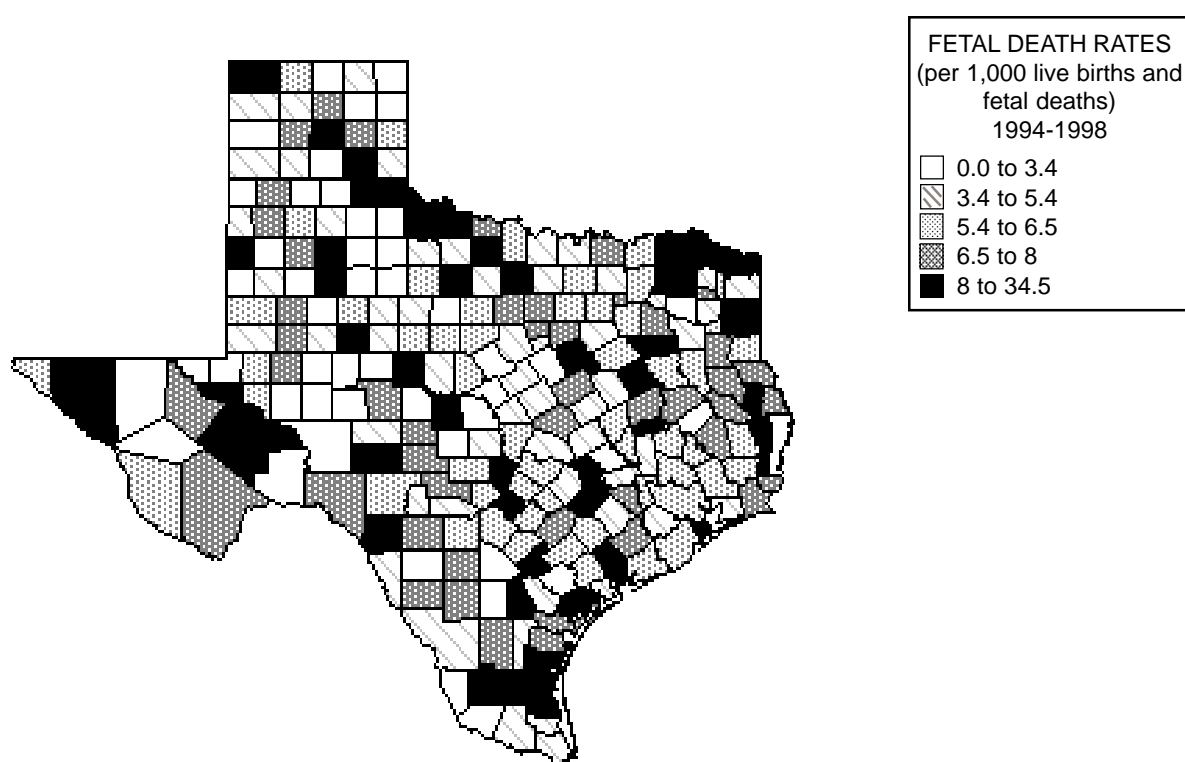 FETAL DEATH RATES
(per 1,000 live births and
fetal deaths)
1994-1998
0.0 to 3.4
3.4 to 5.4
5.4 to 6.5
6.5 to 8
8 to 34.5